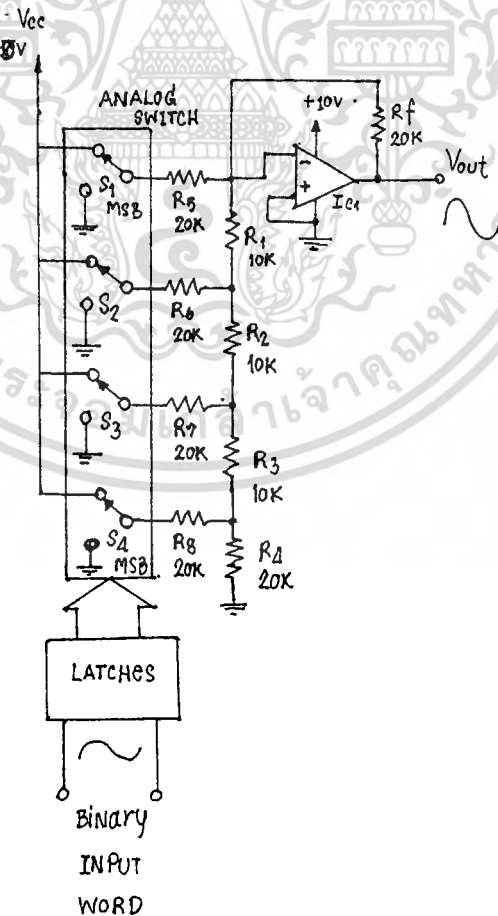 Vcc
V
ANALOG
SWITCH
+10V
Rf
20K
Vout
S1
MSB
R5
20K
-
+
IC1
R1
10K
S2
R6
20K
R2
10K
S3
R7
20K
R3
10K
S4
MSB
R8
20K
R4
20K
LATCHES
Binary
INPUT
WORD